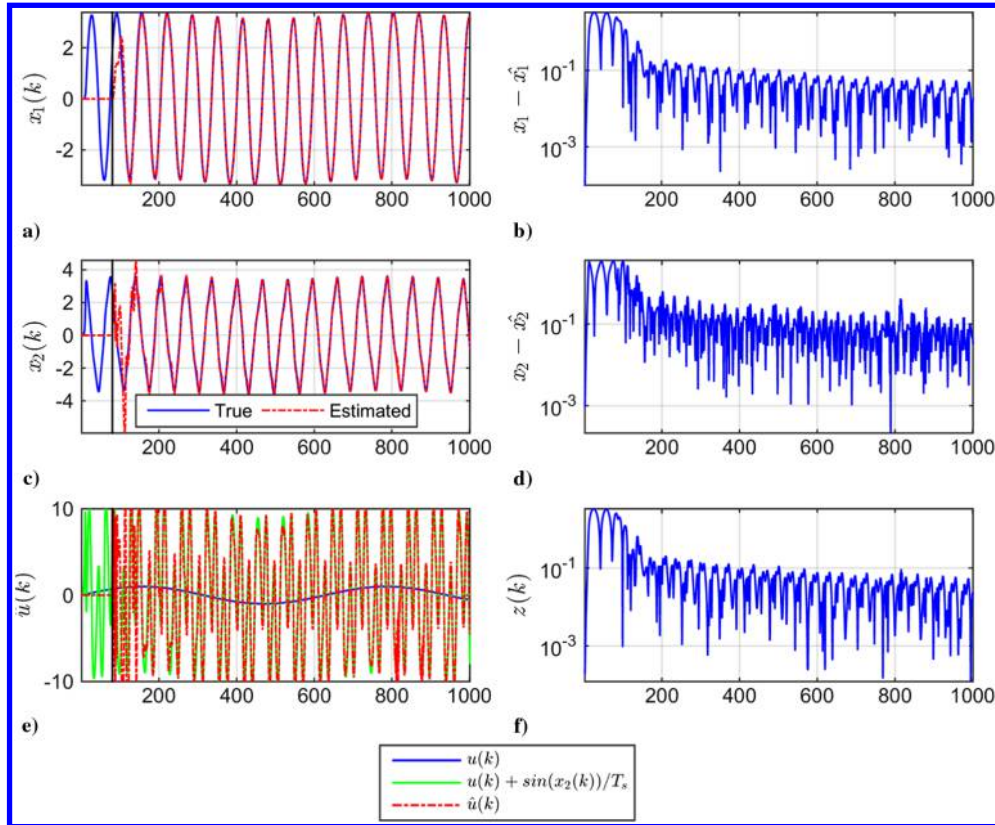 x₁(k)
2
0
-2
200 400 600 800 1000
a)
x₁ − x̂₁
10⁻¹
10⁻³
200 400 600 800 1000
b)
x₂(k)
4
2
0
-2
-4
True Estimated
200 400 600 800 1000
c)
x₂ − x̂₂
10⁻¹
10⁻³
200 400 600 800 1000
d)
u(k)
10
0
-10
200 400 600 800 1000
e)
z(k)
10⁻¹
10⁻³
200 400 600 800 1000
f)
u(k)
u(k) + sin(x₂(k))/Tₛ
û(k)